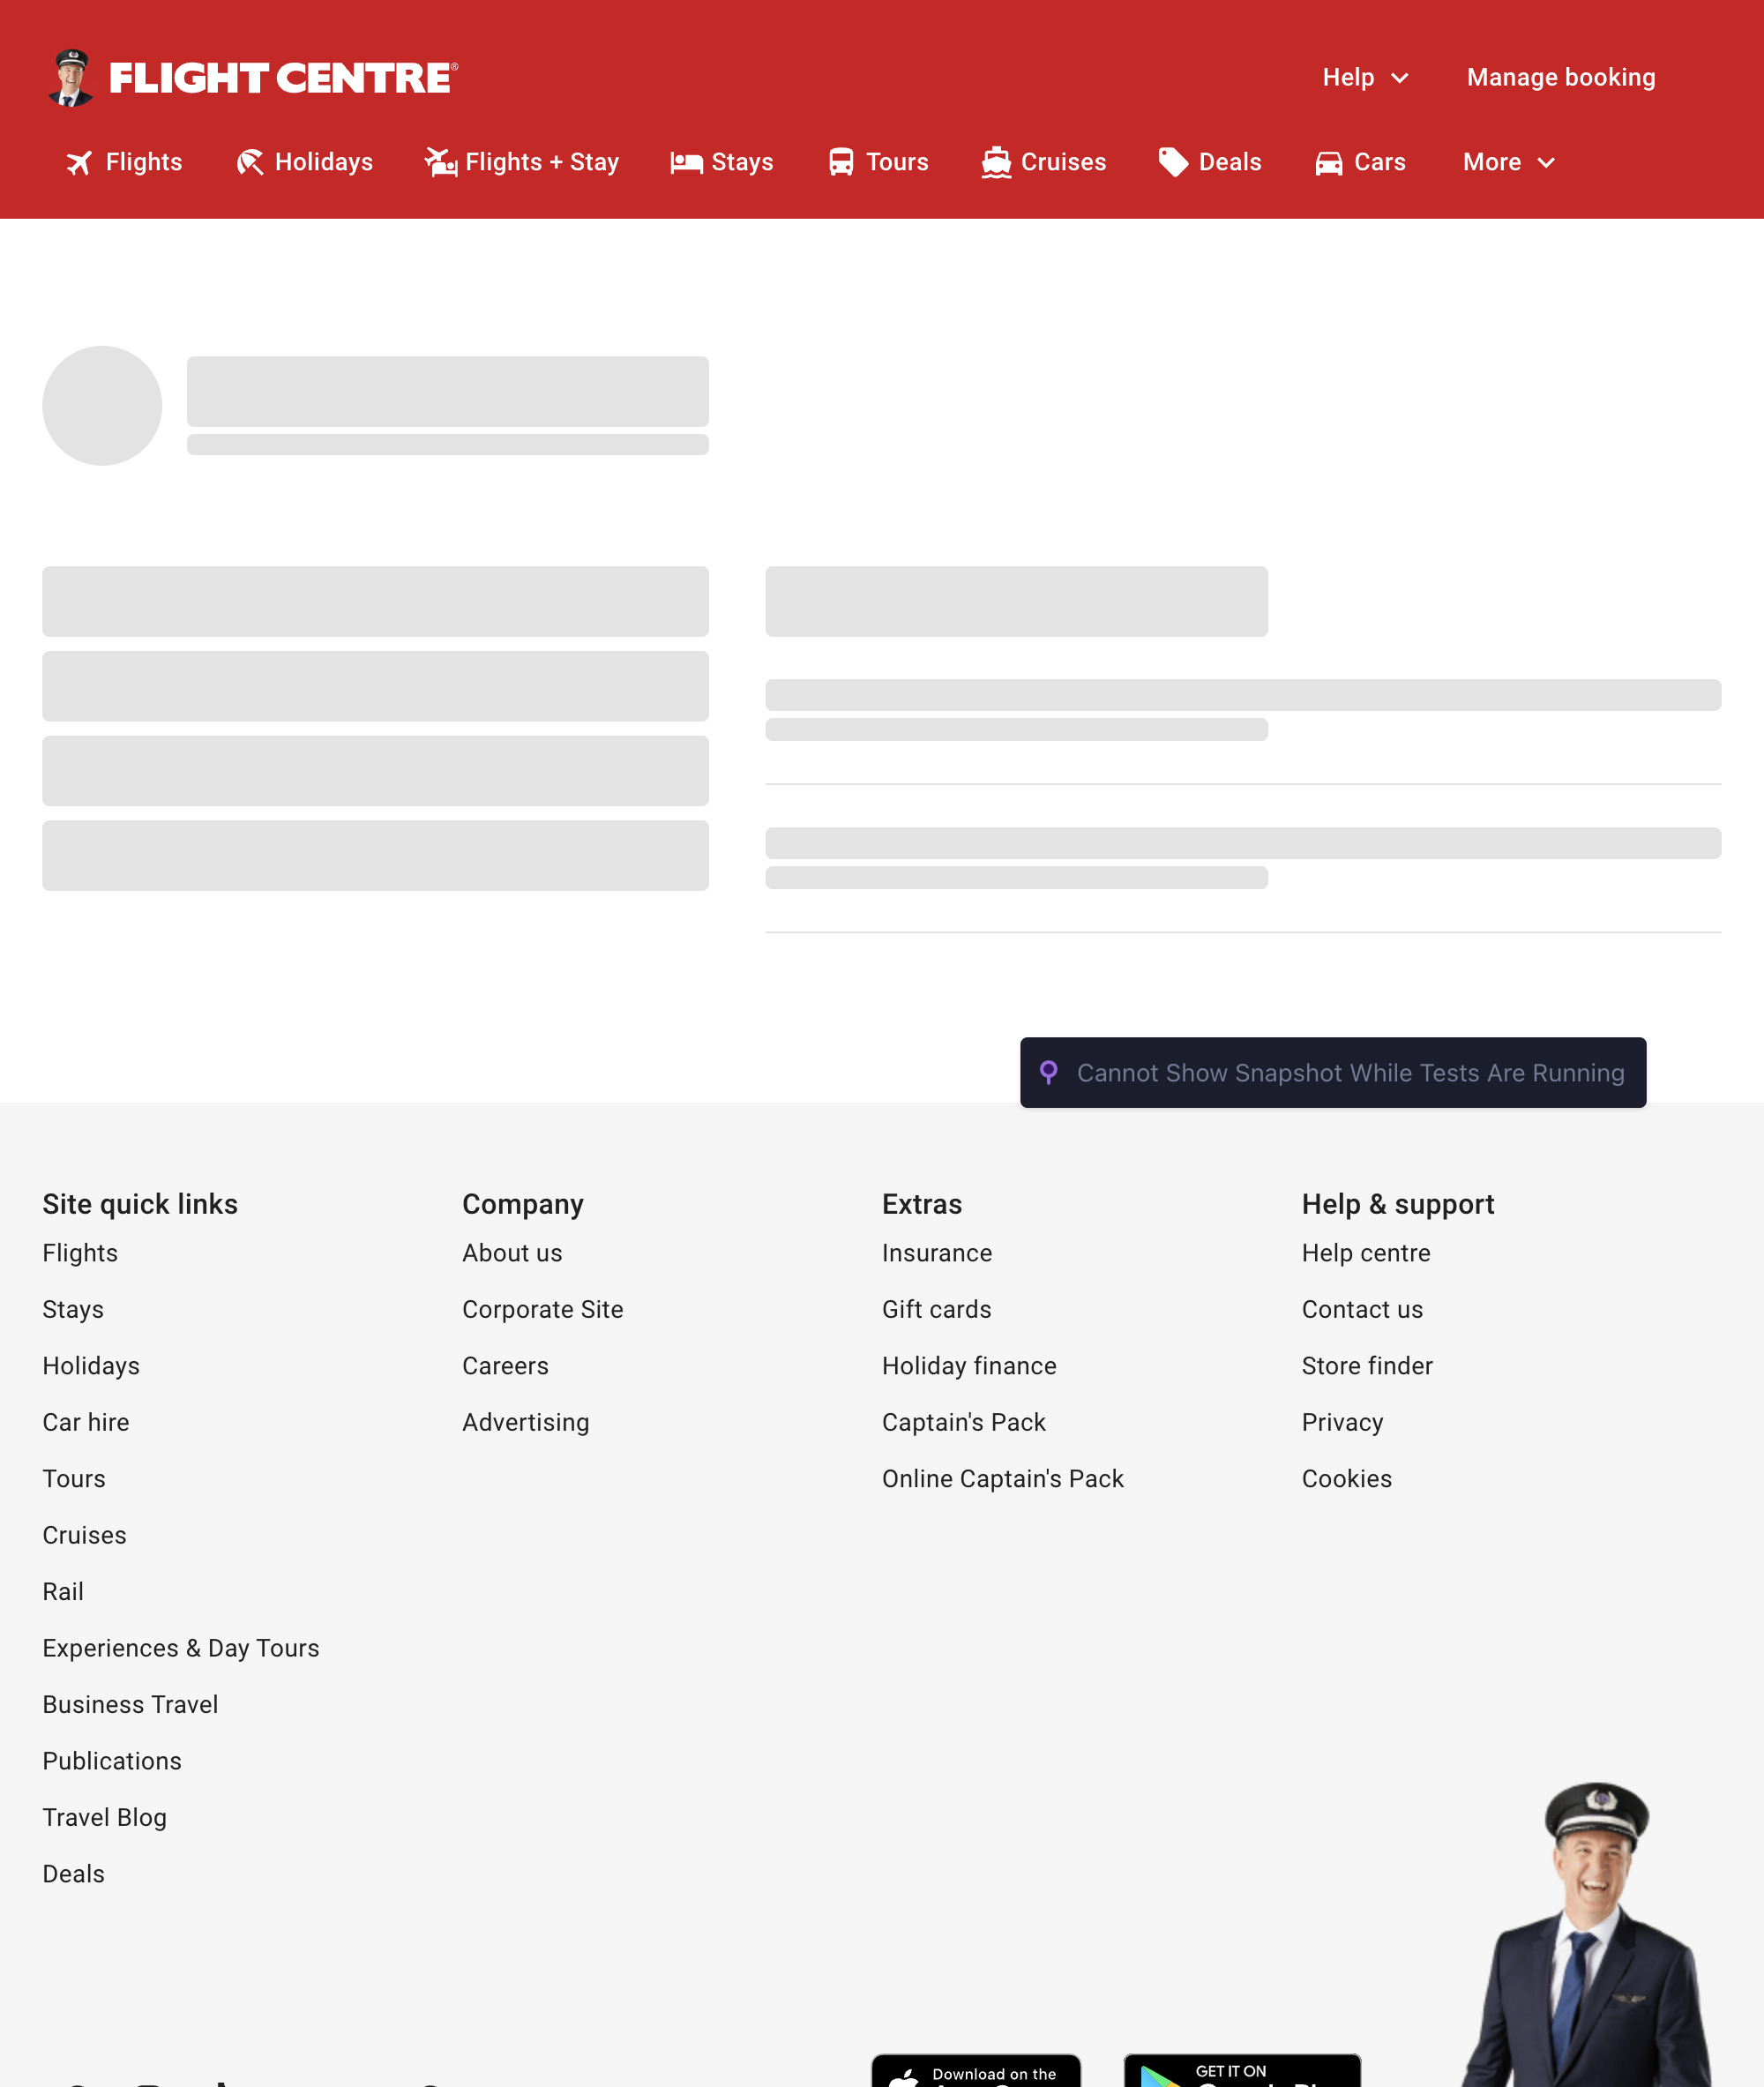 FLIGHT CENTRE®
Help
Manage booking
Flights
Holidays
Flights + Stay
Stays
Tours
Cruises
Deals
Cars
More
Cannot Show Snapshot While Tests Are Running
Site quick links
Flights
Stays
Holidays
Car hire
Tours
Cruises
Rail
Experiences & Day Tours
Business Travel
Publications
Travel Blog
Deals
Company
About us
Corporate Site
Careers
Advertising
Extras
Insurance
Gift cards
Holiday finance
Captain's Pack
Online Captain's Pack
Help & support
Help centre
Contact us
Store finder
Privacy
Cookies
Download on the
GET IT ON